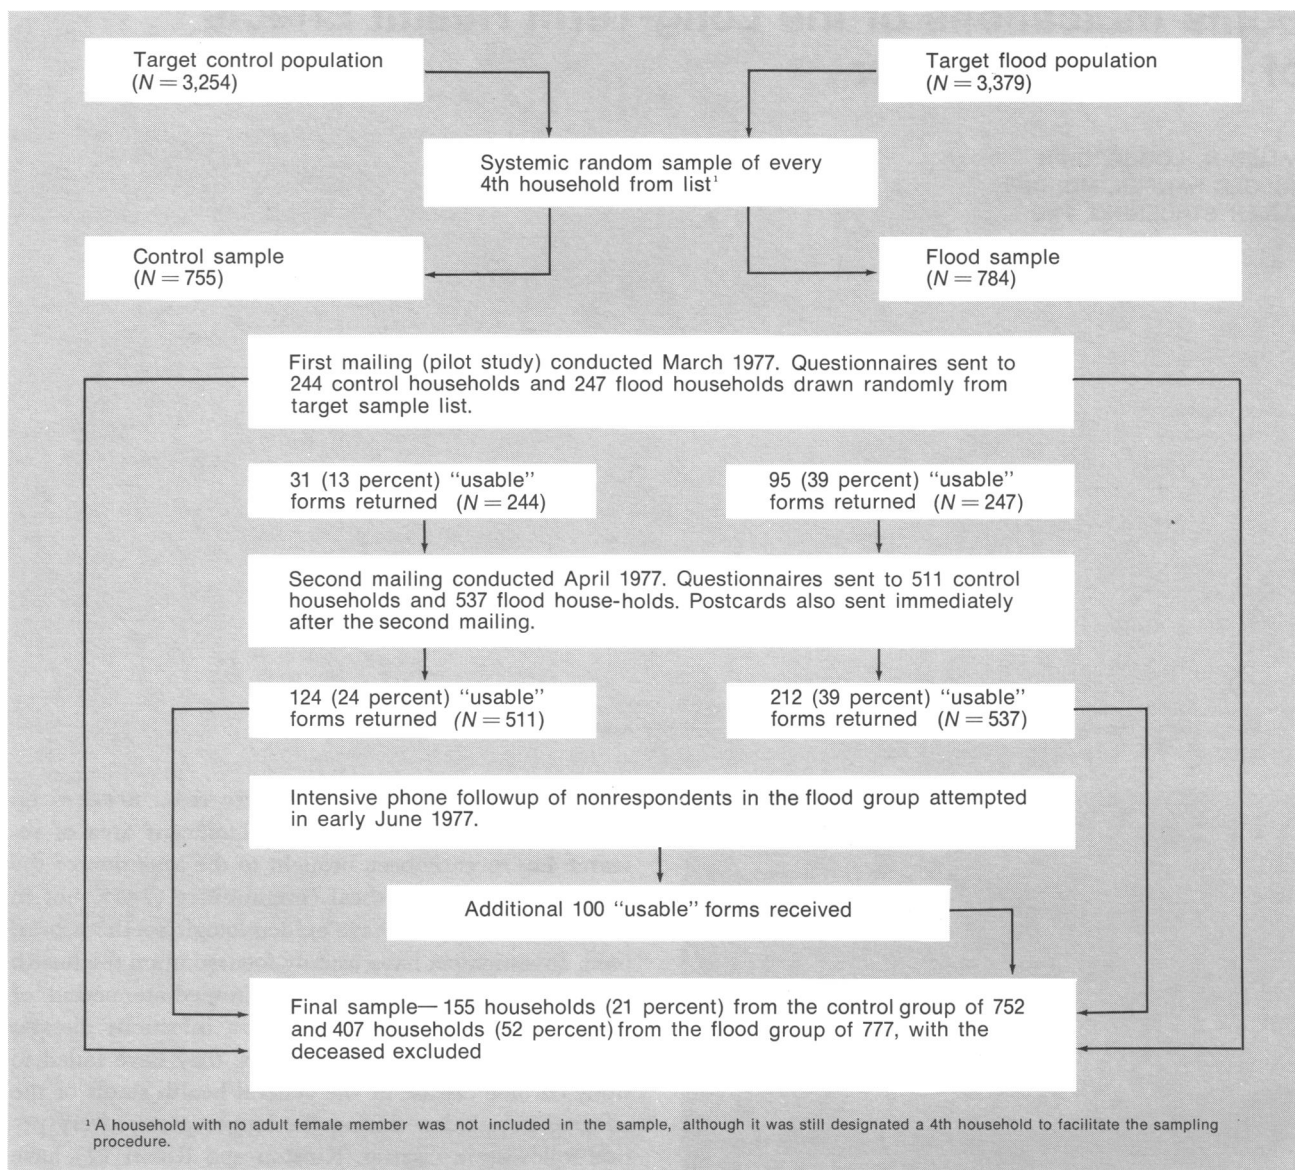 Target control population
(N = 3,254)
Target flood population
(N = 3,379)
Systemic random sample of every
4th household from list¹
Control sample
(N = 755)
Flood sample
(N = 784)
First mailing (pilot study) conducted March 1977. Questionnaires sent to
244 control households and 247 flood households drawn randomly from
target sample list.
31 (13 percent) “usable”
forms returned (N = 244)
95 (39 percent) “usable”
forms returned (N = 247)
Second mailing conducted April 1977. Questionnaires sent to 511 control
households and 537 flood house-holds. Postcards also sent immediately
after the second mailing.
124 (24 percent) “usable”
forms returned (N = 511)
212 (39 percent) “usable”
forms returned (N = 537)
Intensive phone followup of nonrespondents in the flood group attempted
in early June 1977.
Additional 100 “usable” forms received
Final sample— 155 households (21 percent) from the control group of 752
and 407 households (52 percent) from the flood group of 777, with the
deceased excluded
¹ A household with no adult female member was not included in the sample, although it was still designated a 4th household to facilitate the sampling
procedure.